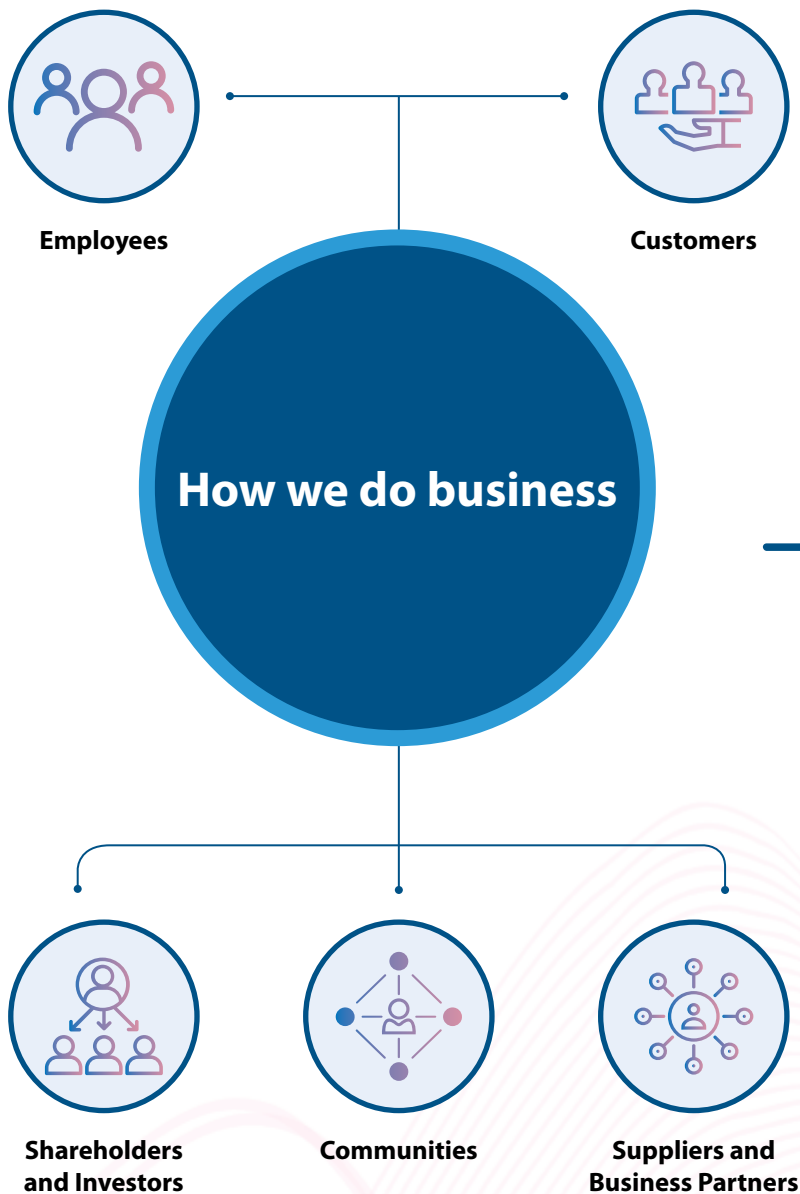 Employees
Customers
How we do business
Shareholders
and Investors
Communities
Suppliers and
Business Partners